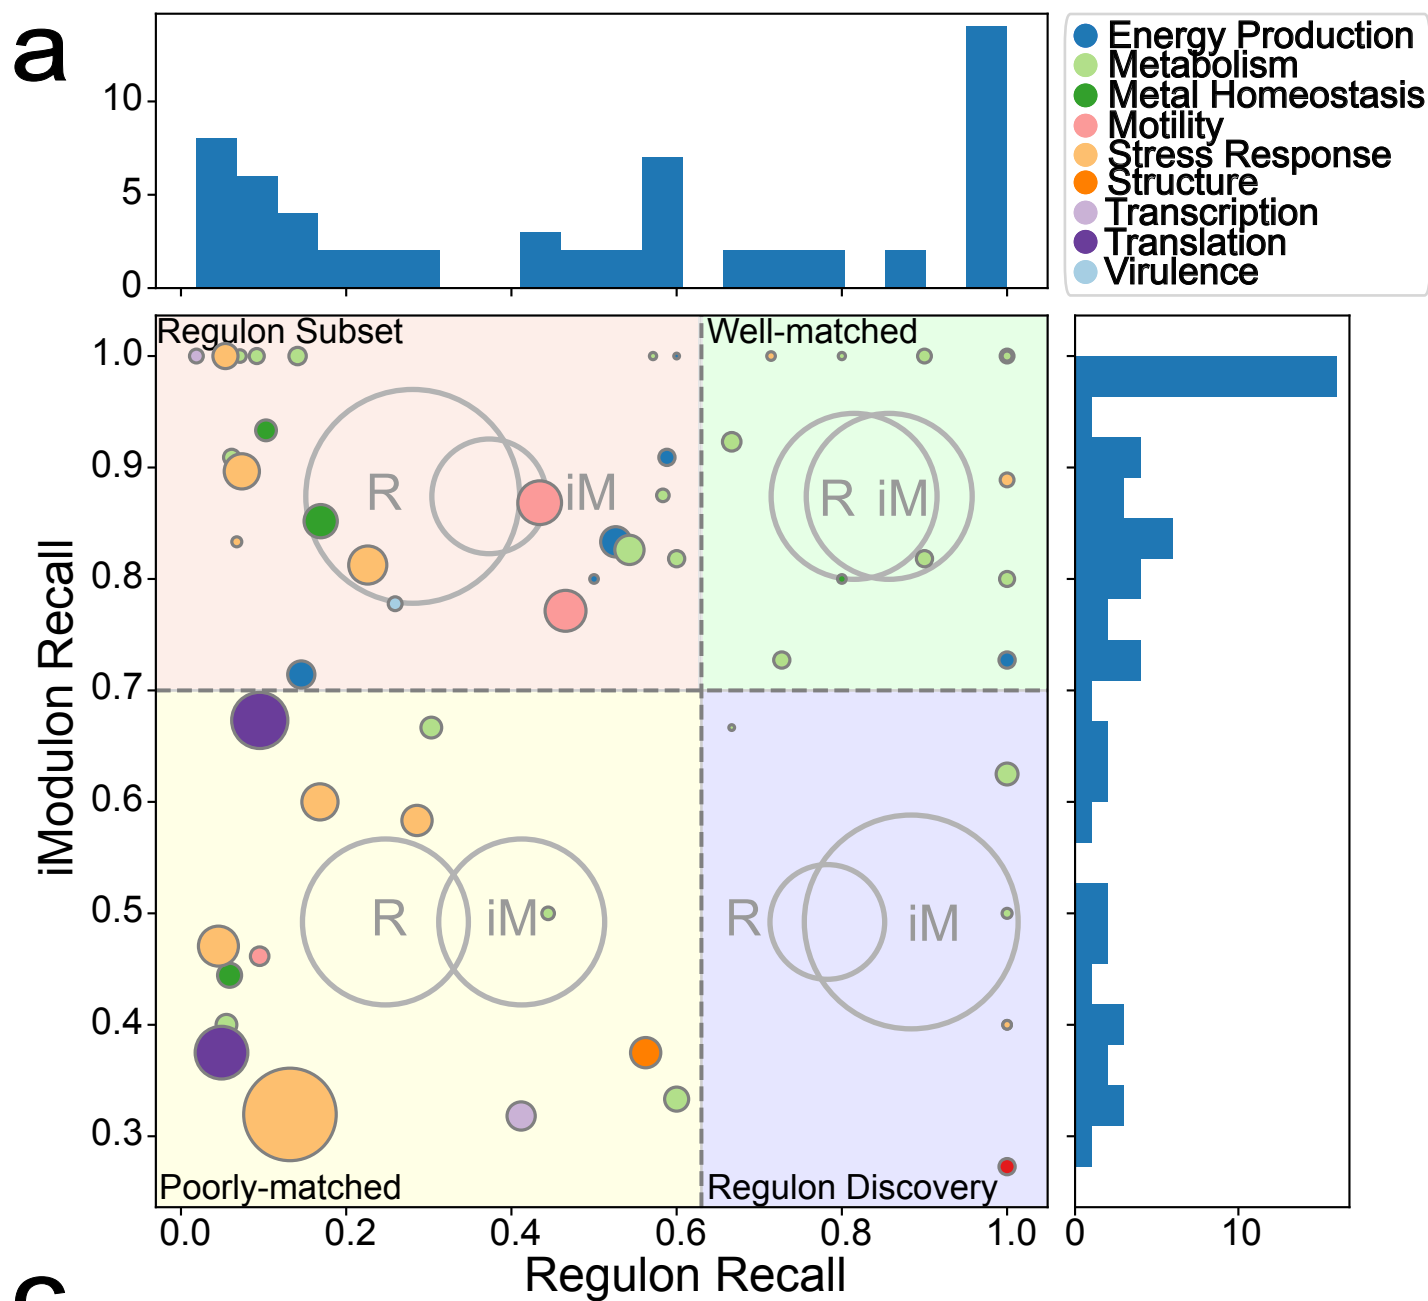 a
10
5
0
Energy Production
Metabolism
Metal Homeostasis
Motility
Stress Response
Structure
Transcription
Translation
Virulence
Regulon Subset
Well-matched
1.0
0.9
0.8
0.7
0.6
0.5
0.4
0.3
iModulon Recall
R
iM
R iM
R
iM
R
iM
Poorly-matched
Regulon Discovery
0.0
0.2
0.4
0.6
0.8
1.0
0
10
Regulon Recall